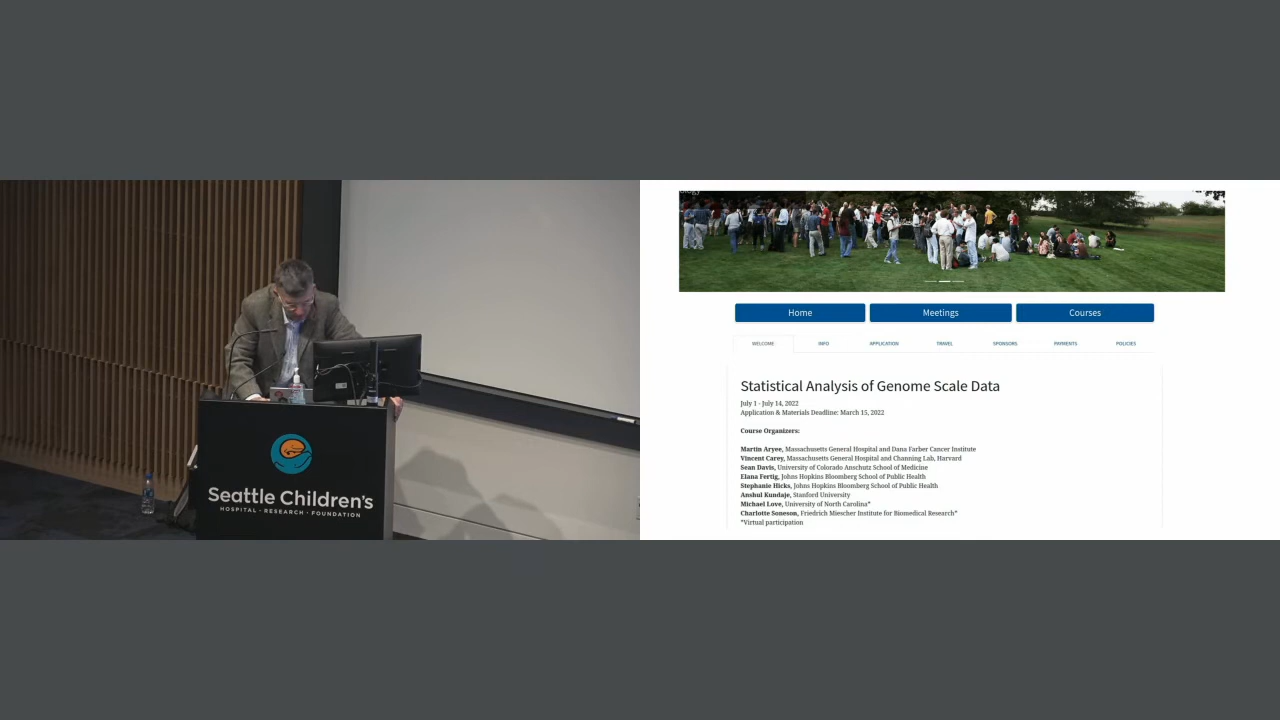 Seattle Children's
HOSPITAL • RESEARCH • FOUNDATION
Home
Meetings
Courses
WELCOME
INFO
APPLICATION
TRAVEL
SPONSORS
PAYMENTS
POLICIES
Statistical Analysis of Genome Scale Data
July 1 - July 14, 2022
Application & Materials Deadline: March 15, 2022
Course Organizers:
Martin Aryee, Massachusetts General Hospital and Dana Farber Cancer Institute
Vincent Carey, Massachusetts General Hospital and Channing Lab, Harvard
Sean Davis, University of Colorado Anschutz School of Medicine
Elana Fertig, Johns Hopkins Bloomberg School of Public Health
Stephanie Hicks, Johns Hopkins Bloomberg School of Public Health
Anshul Kundaje, Stanford University
Michael Love, University of North Carolina*
Charlotte Soneson, Friedrich Miescher Institute for Biomedical Research*
*Virtual participation